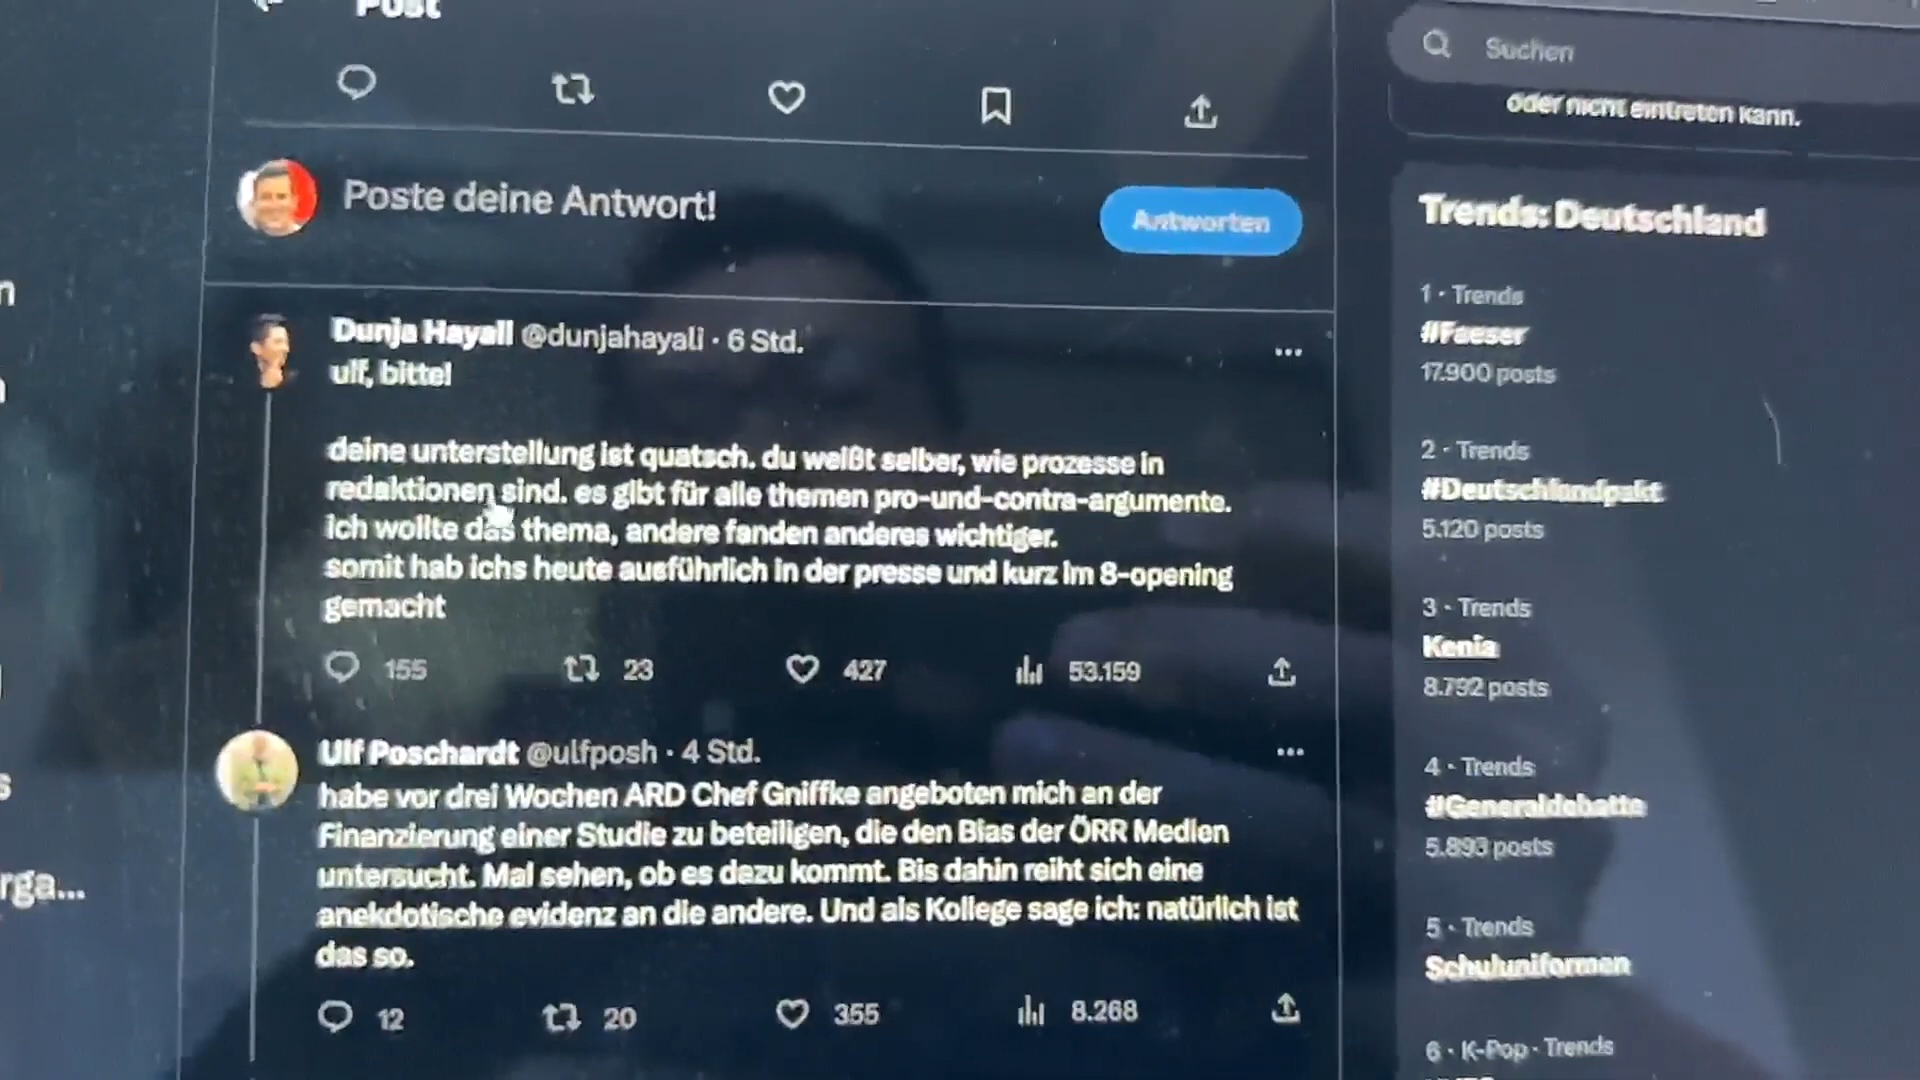 Post
Suchen
oder nicht eintreten kann.
Poste deine Antwort!
Antworten
Dunja Hayali @dunjahayali · 6 Std.
ulf, bitte!
deine unterstellung ist quatsch. du weißt selber, wie prozesse in
redaktionen sind. es gibt für alle themen pro-und-contra-argumente.
ich wollte das thema, andere fanden anderes wichtiger.
somit hab ichs heute ausführlich in der presse und kurz im 8-opening
gemacht
155 23 427 53.159
Ulf Poschardt @ulfposh · 4 Std.
habe vor drei Wochen ARD Chef Gniffke angeboten mich an der
Finanzierung einer Studie zu beteiligen, die den Bias der ÖRR Medien
untersucht. Mal sehen, ob es dazu kommt. Bis dahin reiht sich eine
anekdotische evidenz an die andere. Und als Kollege sage ich: natürlich ist
das so.
12 20 355 8.268
Trends: Deutschland
1 · Trends
#Faeser
17.900 posts
2 · Trends
#Deutschlandpakt
5.120 posts
3 · Trends
Kenia
8.792 posts
4 · Trends
#Generaldebatte
5.893 posts
5 · Trends
Schuluniformen
6 · K-Pop · Trends